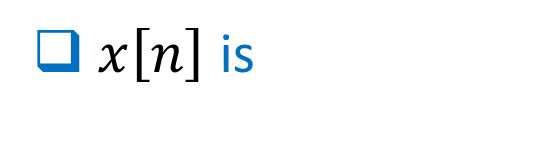 ❑ x[n] is